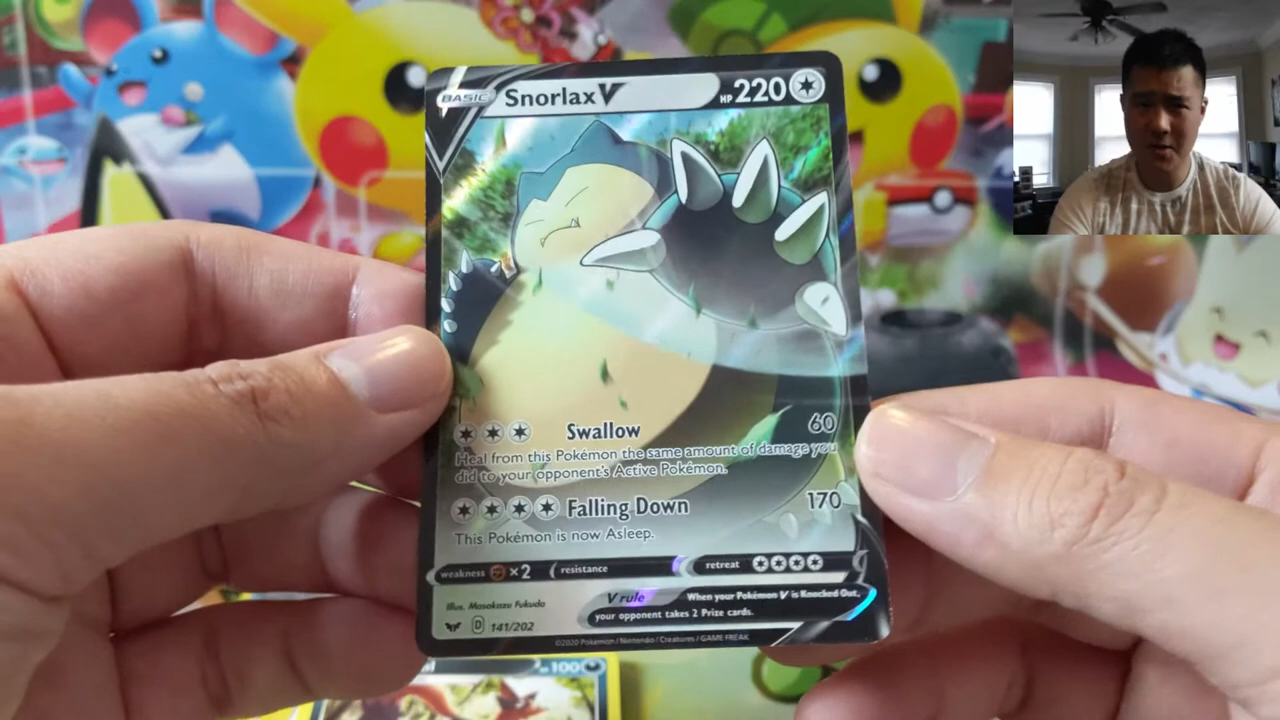 BASIC Snorlax V HP 220
Swallow 60
Heal from this Pokémon the same amount of damage you
did to your opponent's Active Pokémon.
Falling Down 170
This Pokémon is now Asleep.
weakness ×2 resistance retreat
Illus. Masakazu Fukuda
V rule When your Pokémon V is Knocked Out,
your opponent takes 2 Prize cards.
D 141/202
©2020 Pokémon / Nintendo / Creatures / GAME FREAK
100